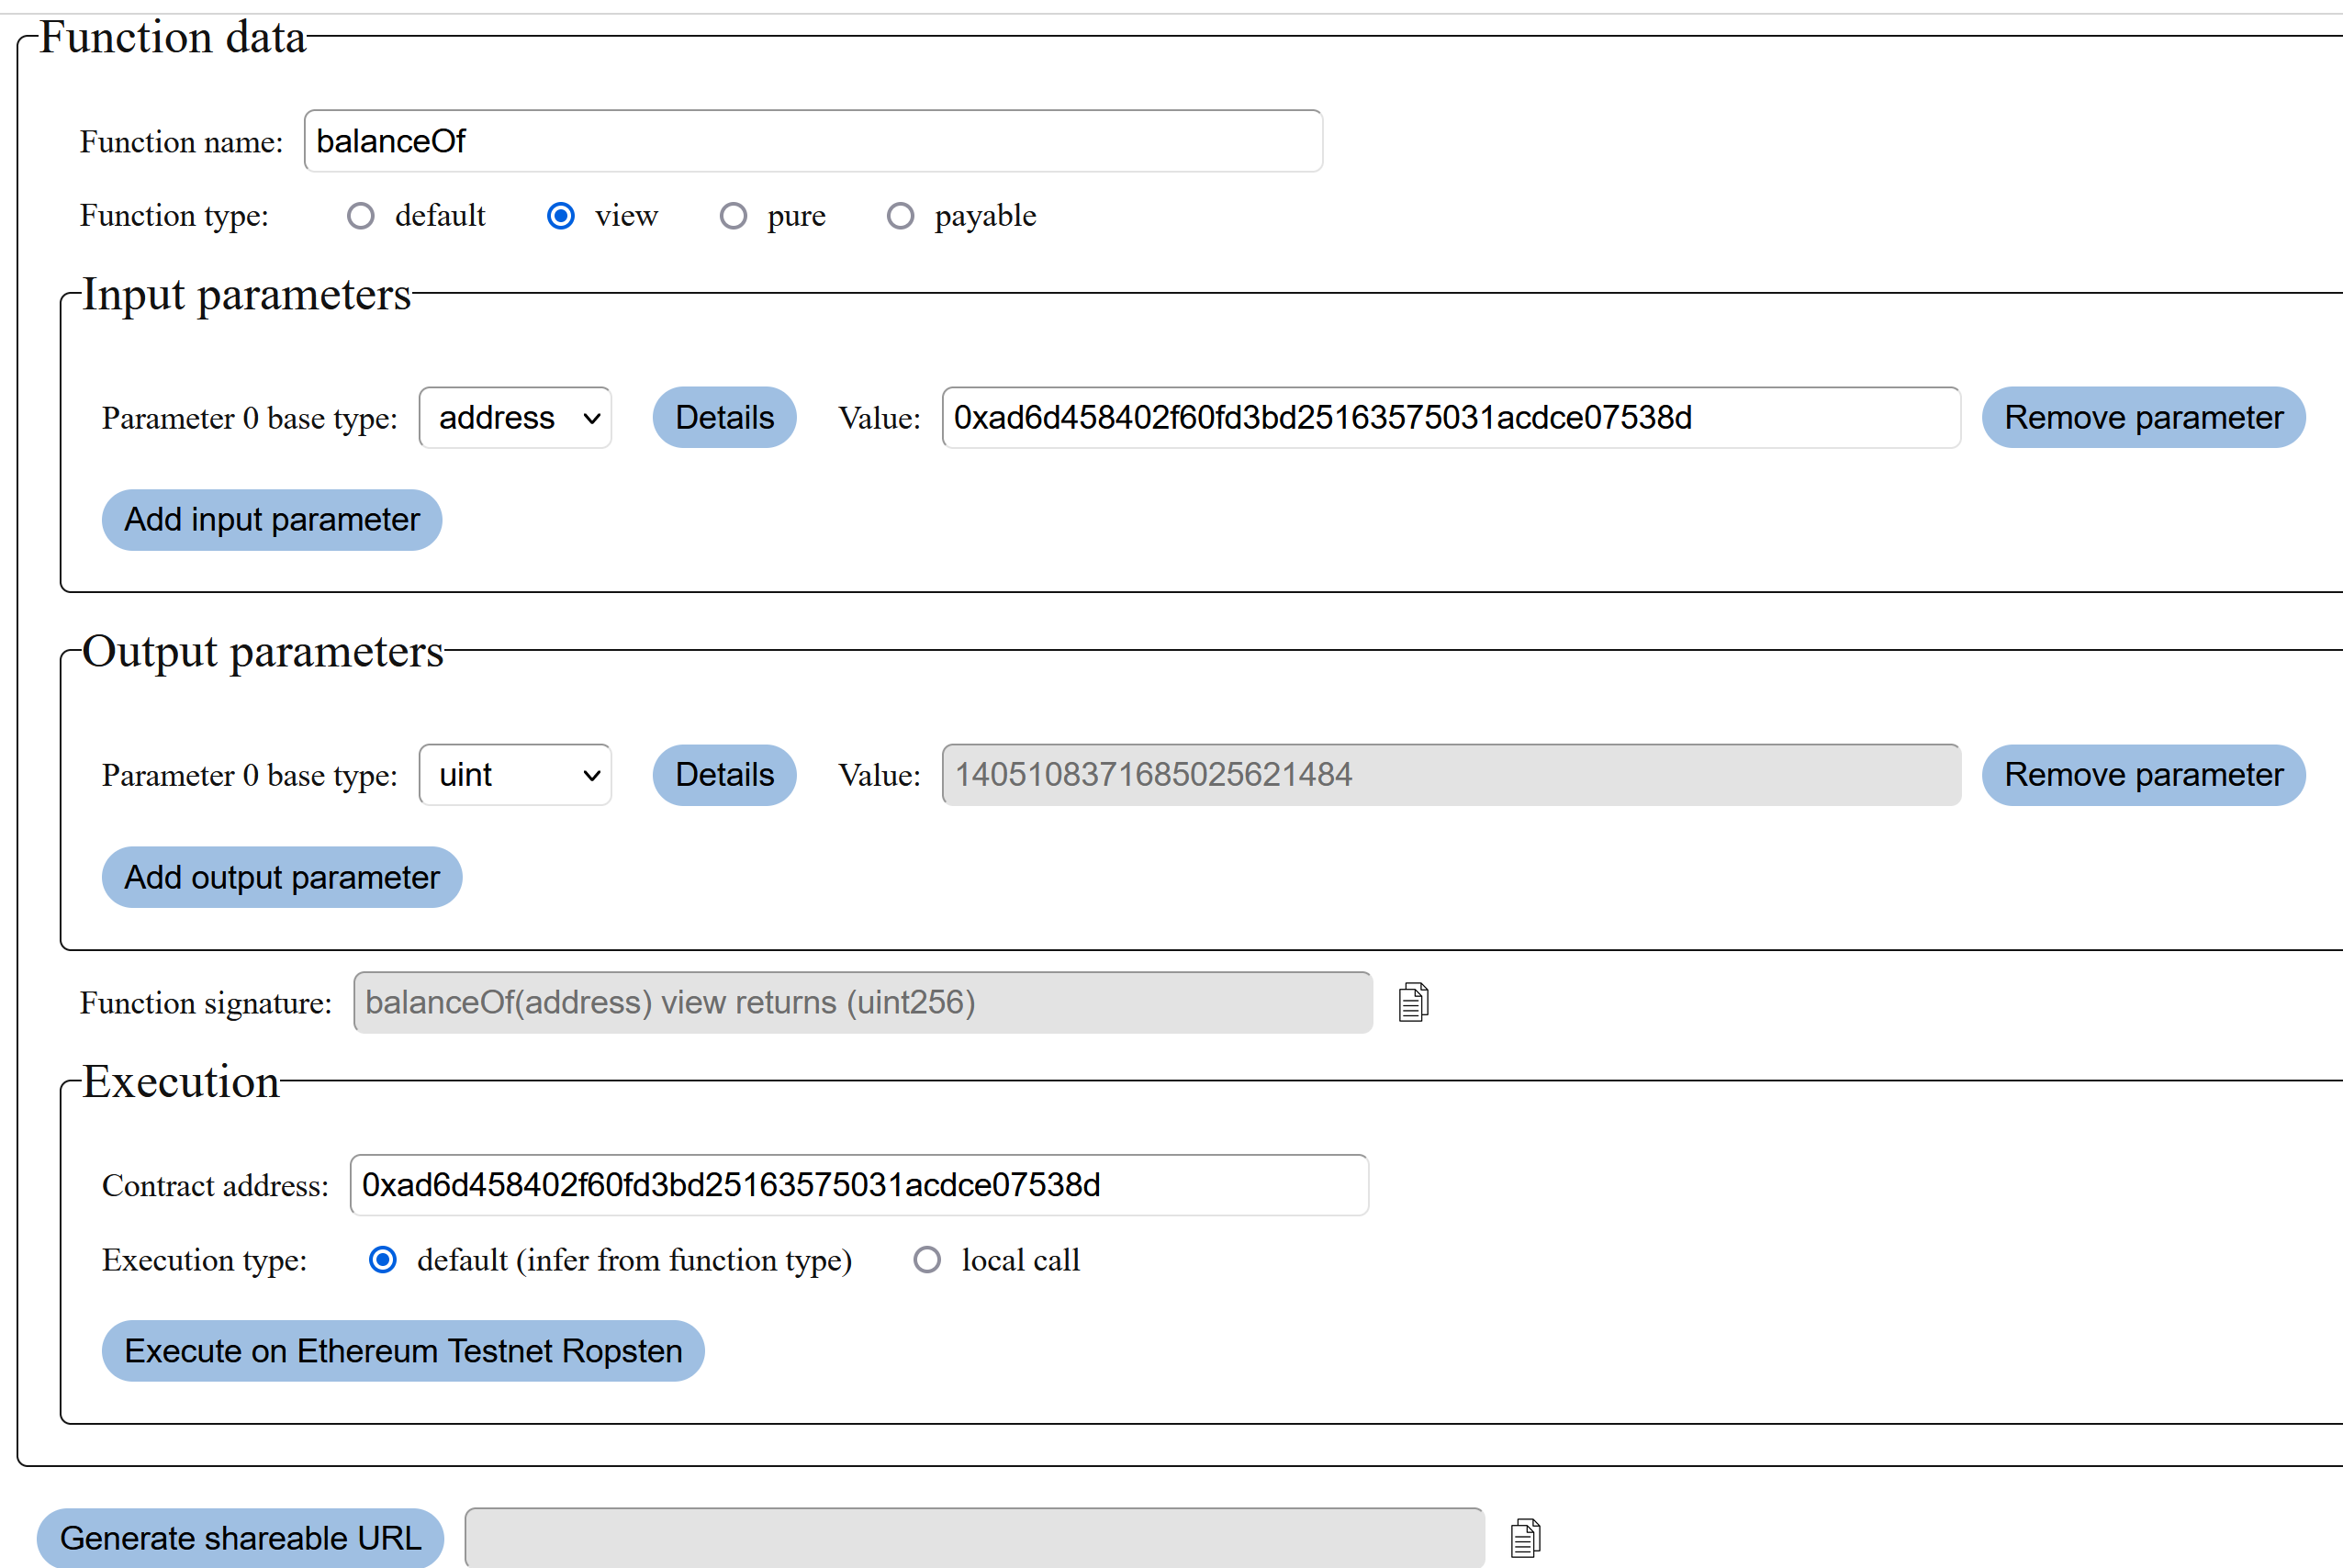 Function data
Function name: balanceOf
Function type: default view pure payable
Input parameters
Parameter 0 base type: address Details Value: 0xad6d458402f60fd3bd25163575031acdce07538d Remove parameter
Add input parameter
Output parameters
Parameter 0 base type: uint Details Value: 1405108371685025621484 Remove parameter
Add output parameter
Function signature: balanceOf(address) view returns (uint256)
Execution
Contract address: 0xad6d458402f60fd3bd25163575031acdce07538d
Execution type: default (infer from function type) local call
Execute on Ethereum Testnet Ropsten
Generate shareable URL